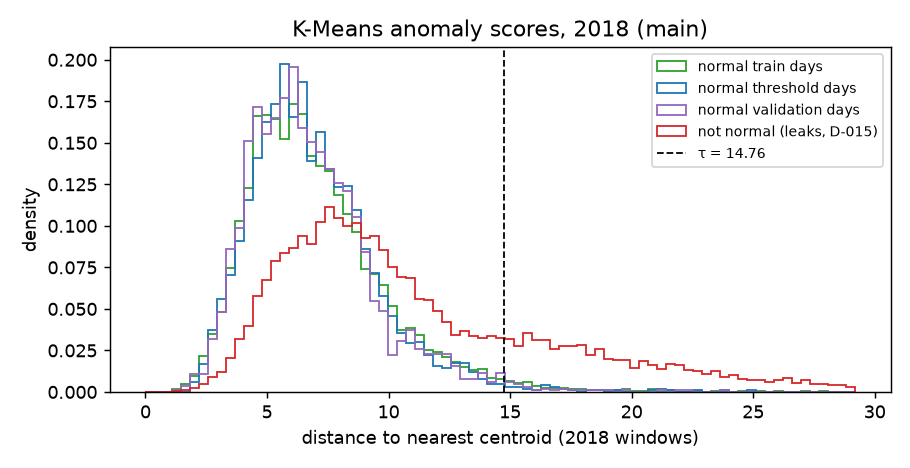 K-Means anomaly scores, 2018 (main)
normal train days
normal threshold days
normal validation days
not normal (leaks, D-015)
τ = 14.76
density
0.200
0.175
0.150
0.125
0.100
0.075
0.050
0.025
0.000
0 5 10 15 20 25 30
distance to nearest centroid (2018 windows)